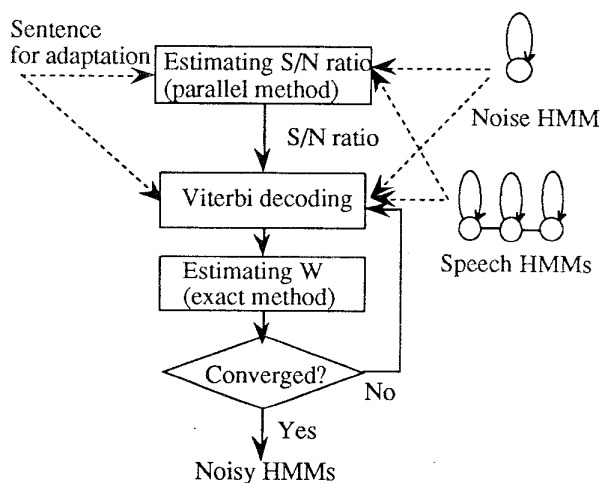 Sentence
for adaptation
Estimating S/N ratio
(parallel method)
Noise HMM
S/N ratio
Viterbi decoding
Speech HMMs
Estimating W
(exact method)
Converged?
No
Yes
Noisy HMMs